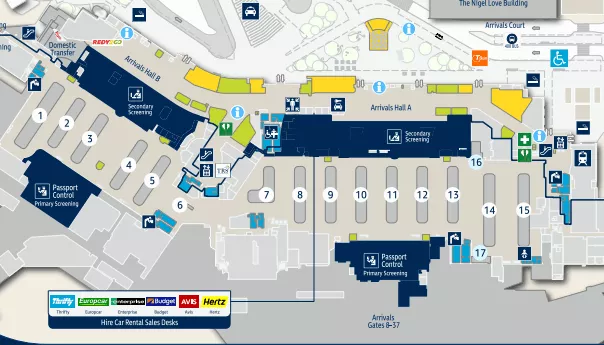 The Nigel Love Building
Arrivals Court
400 BUS
REDY2GO
Domestic
Transfer
Arrivals Hall B
Arrivals Hall A
Secondary
Screening
Secondary
Screening
1
2
3
4
5
6
7
8
9
10
11
12
13
14
15
16
17
TRS
Passport
Control
Primary Screening
Passport
Control
Primary Screening
Thrifty
Europcar
enterprise
Budget
AVIS
Hertz
Thrifty
Europcar
Enterprise
Budget
Avis
Hertz
Hire Car Rental Sales Desks
Arrivals
Gates 8–37